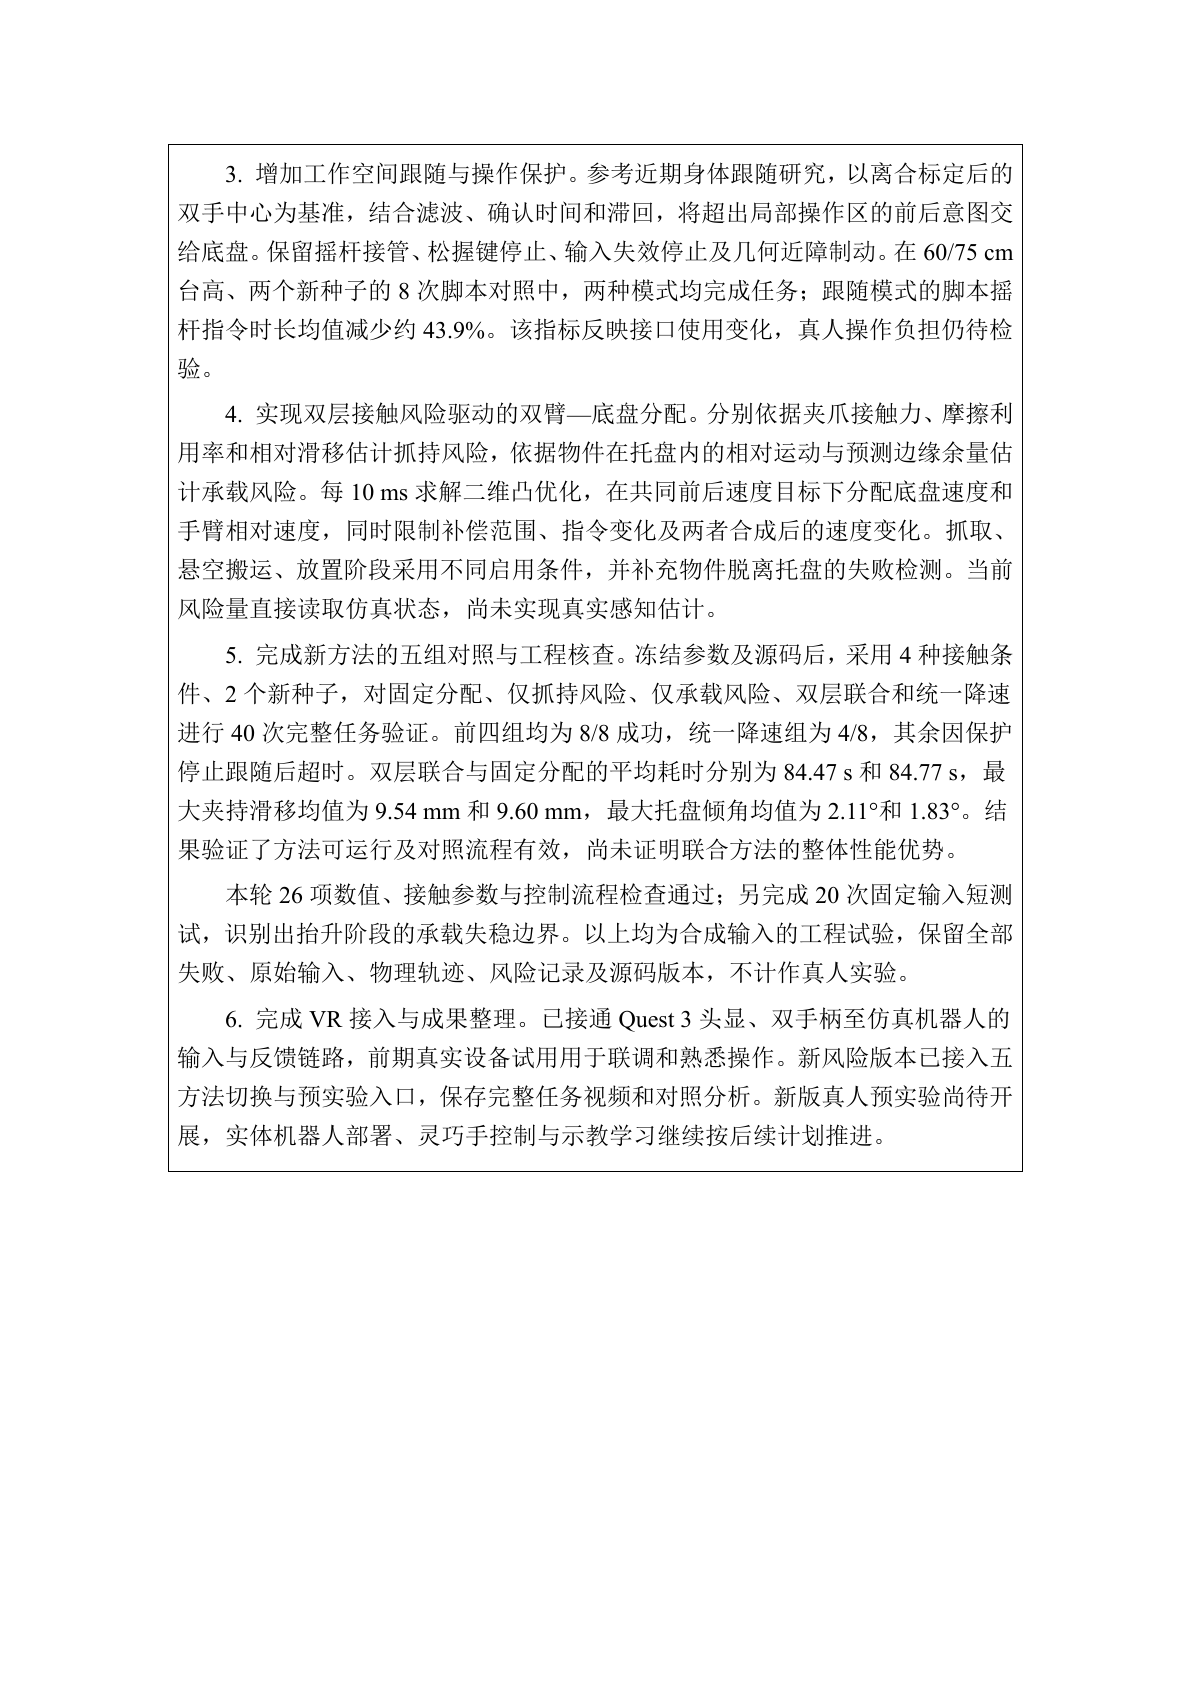 3. 增加工作空间跟随与操作保护。参考近期身体跟随研究，以离合标定后的
双手中心为基准，结合滤波、确认时间和滞回，将超出局部操作区的前后意图交
给底盘。保留摇杆接管、松握键停止、输入失效停止及几何近障制动。在 60/75 cm
台高、两个新种子的 8 次脚本对照中，两种模式均完成任务；跟随模式的脚本摇
杆指令时长均值减少约 43.9%。该指标反映接口使用变化，真人操作负担仍待检
验。
4. 实现双层接触风险驱动的双臂—底盘分配。分别依据夹爪接触力、摩擦利
用率和相对滑移估计抓持风险，依据物件在托盘内的相对运动与预测边缘余量估
计承载风险。每 10 ms 求解二维凸优化，在共同前后速度目标下分配底盘速度和
手臂相对速度，同时限制补偿范围、指令变化及两者合成后的速度变化。抓取、
悬空搬运、放置阶段采用不同启用条件，并补充物件脱离托盘的失败检测。当前
风险量直接读取仿真状态，尚未实现真实感知估计。
5. 完成新方法的五组对照与工程核查。冻结参数及源码后，采用 4 种接触条
件、2 个新种子，对固定分配、仅抓持风险、仅承载风险、双层联合和统一降速
进行 40 次完整任务验证。前四组均为 8/8 成功，统一降速组为 4/8，其余因保护
停止跟随后超时。双层联合与固定分配的平均耗时分别为 84.47 s 和 84.77 s，最
大夹持滑移均值为 9.54 mm 和 9.60 mm，最大托盘倾角均值为 2.11°和 1.83°。结
果验证了方法可运行及对照流程有效，尚未证明联合方法的整体性能优势。
本轮 26 项数值、接触参数与控制流程检查通过；另完成 20 次固定输入短测
试，识别出抬升阶段的承载失稳边界。以上均为合成输入的工程试验，保留全部
失败、原始输入、物理轨迹、风险记录及源码版本，不计作真人实验。
6. 完成 VR 接入与成果整理。已接通 Quest 3 头显、双手柄至仿真机器人的
输入与反馈链路，前期真实设备试用用于联调和熟悉操作。新风险版本已接入五
方法切换与预实验入口，保存完整任务视频和对照分析。新版真人预实验尚待开
展，实体机器人部署、灵巧手控制与示教学习继续按后续计划推进。